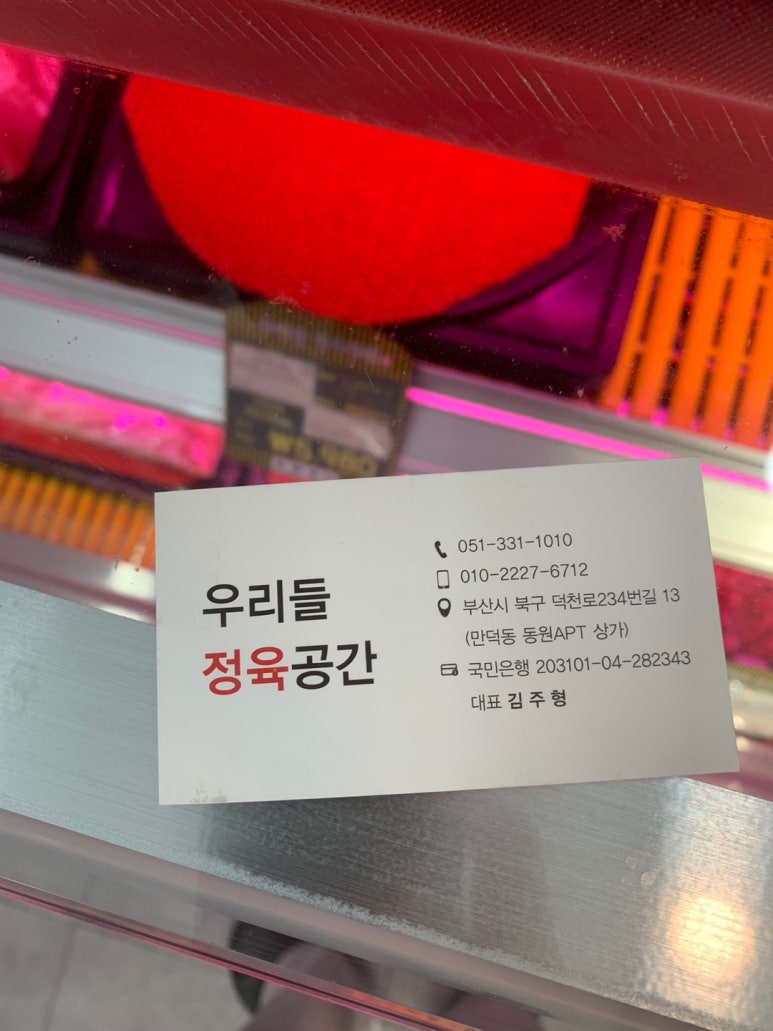 우리들
정육공간
051-331-1010
010-2227-6712
부산시 북구 덕천로234번길 13
(만덕동 동원APT 상가)
국민은행 203101-04-282343
대표 김주형
₩5,980